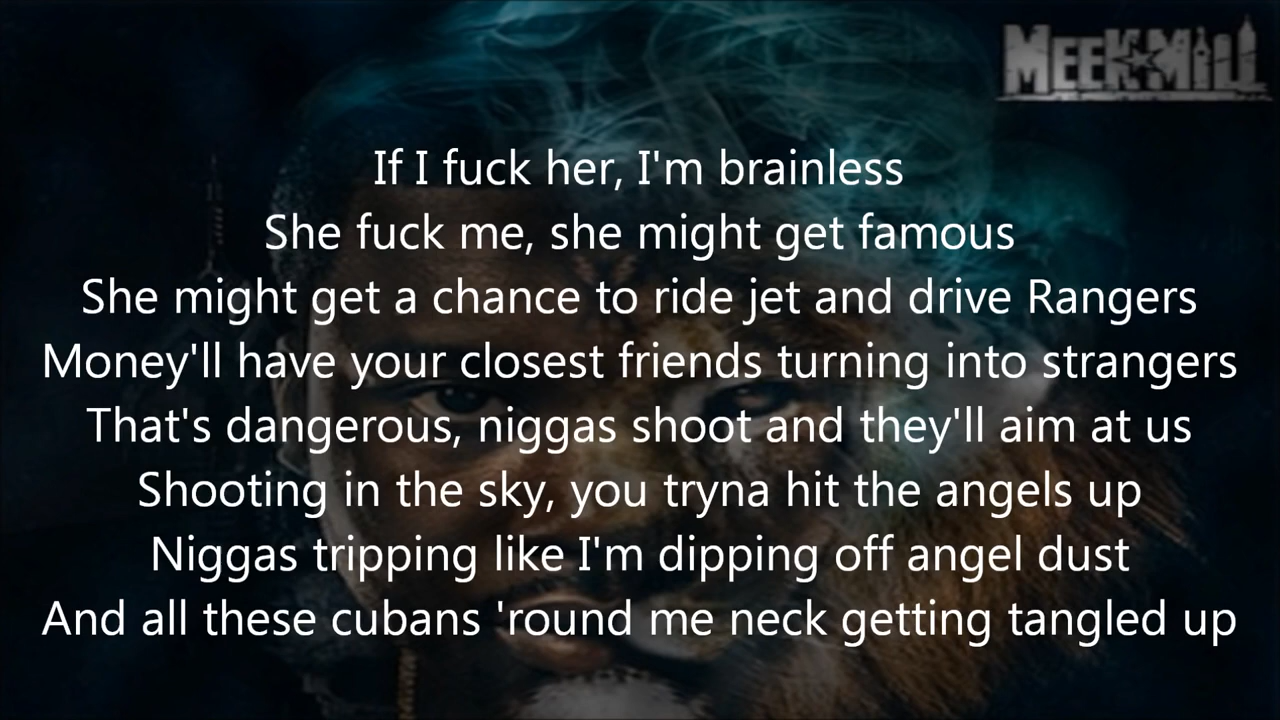 MEEK MILL
If I fuck her, I'm brainless
She fuck me, she might get famous
She might get a chance to ride jet and drive Rangers
Money'll have your closest friends turning into strangers
That's dangerous, niggas shoot and they'll aim at us
Shooting in the sky, you tryna hit the angels up
Niggas tripping like I'm dipping off angel dust
And all these cubans 'round me neck getting tangled up